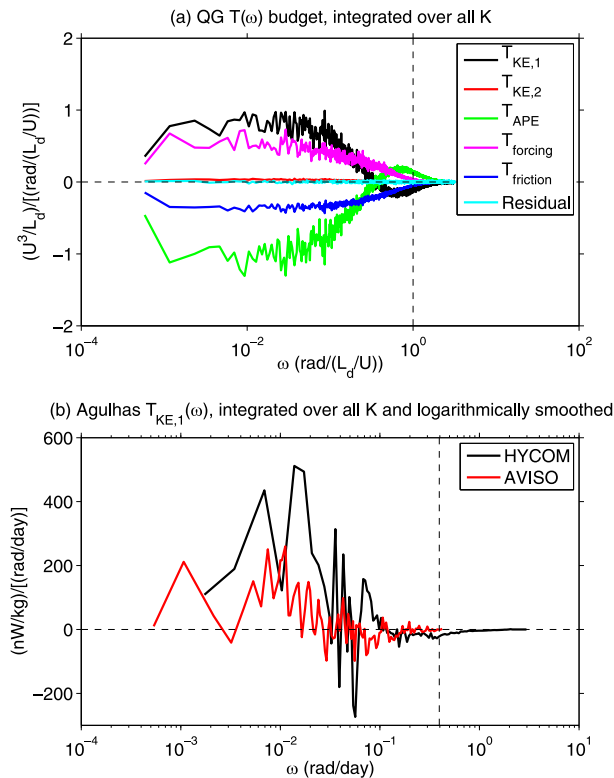 (a) QG T(ω) budget, integrated over all K
(U³/L_d)/[(rad/(L_d/U))]
2
1
0
−1
−2
T_KE,1
T_KE,2
T_APE
T_forcing
T_friction
Residual
10⁻⁴
10⁻²
10⁰
10²
ω (rad/(L_d/U))
(b) Agulhas T_KE,1(ω), integrated over all K and logarithmically smoothed
(nW/kg)/[(rad/day)]
600
400
200
0
−200
HYCOM
AVISO
10⁻⁴
10⁻³
10⁻²
10⁻¹
10⁰
10¹
ω (rad/day)